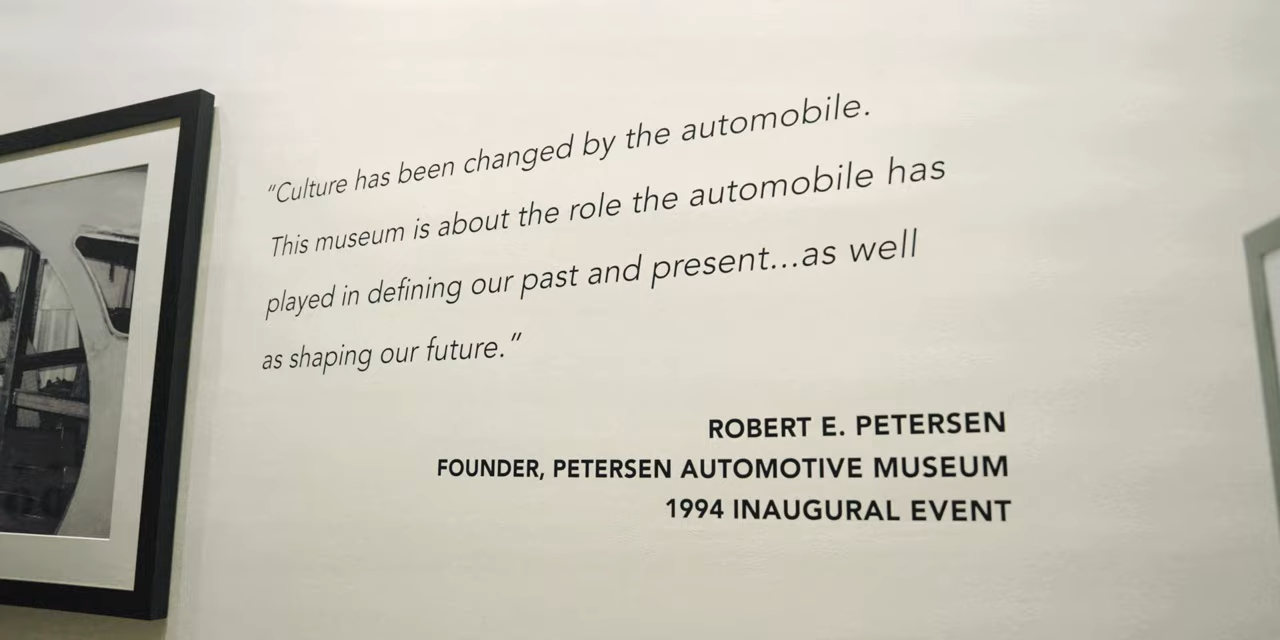 “Culture has been changed by the automobile.
This museum is about the role the automobile has
played in defining our past and present...as well
as shaping our future.”
ROBERT E. PETERSEN
FOUNDER, PETERSEN AUTOMOTIVE MUSEUM
1994 INAUGURAL EVENT